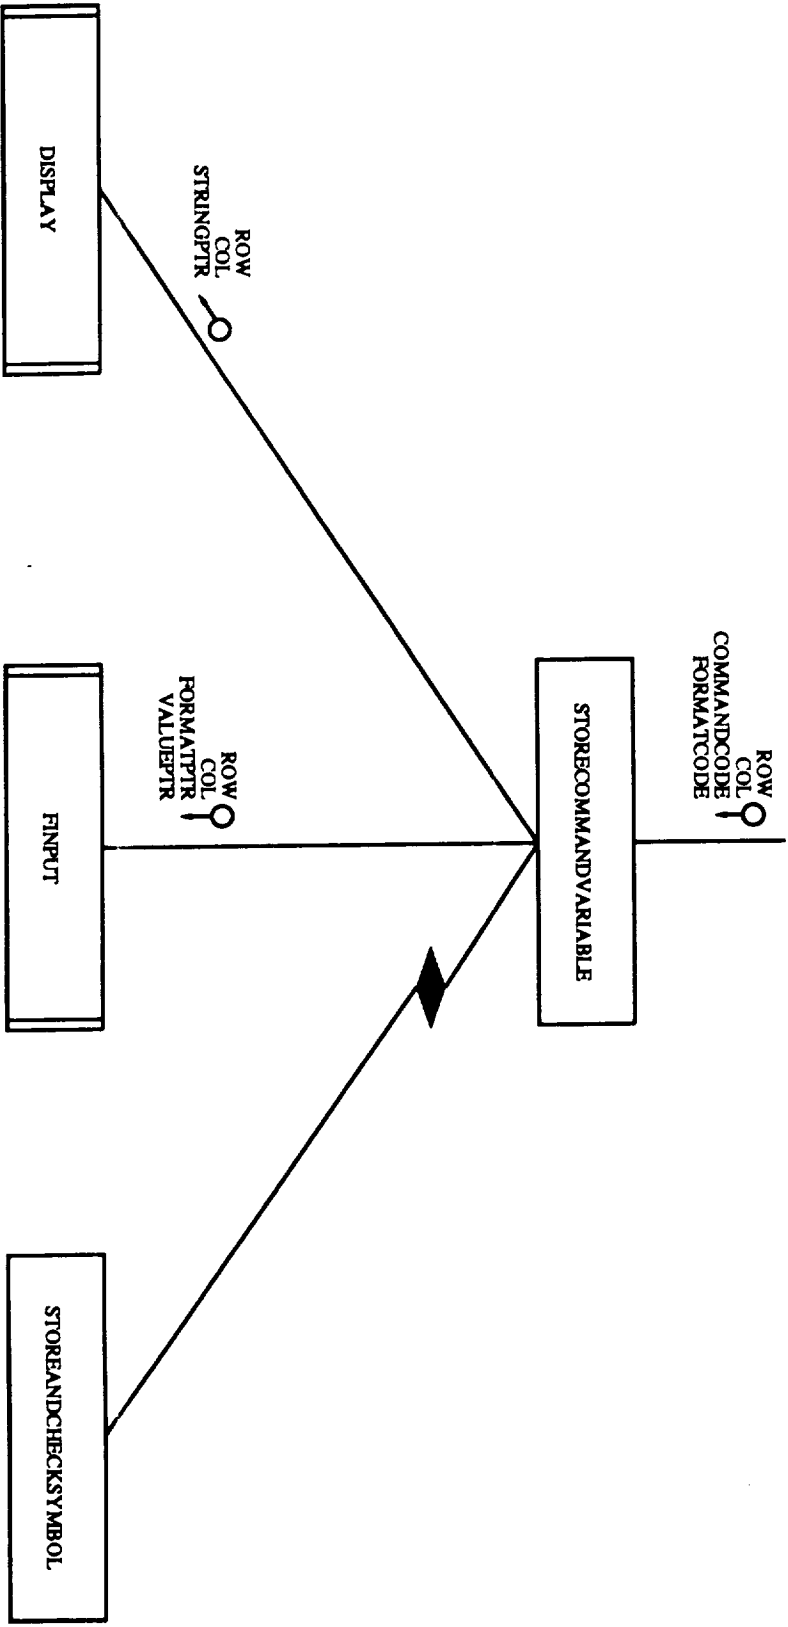 ROW
COL
COMMANDCODE
FORMATCODE
STORECOMMANDVARIABLE
ROW
COL
STRINGPTR
ROW
COL
FORMATPTR
VALUEPTR
DISPLAY
FINPUT
STOREANDCHECKSYMBOL